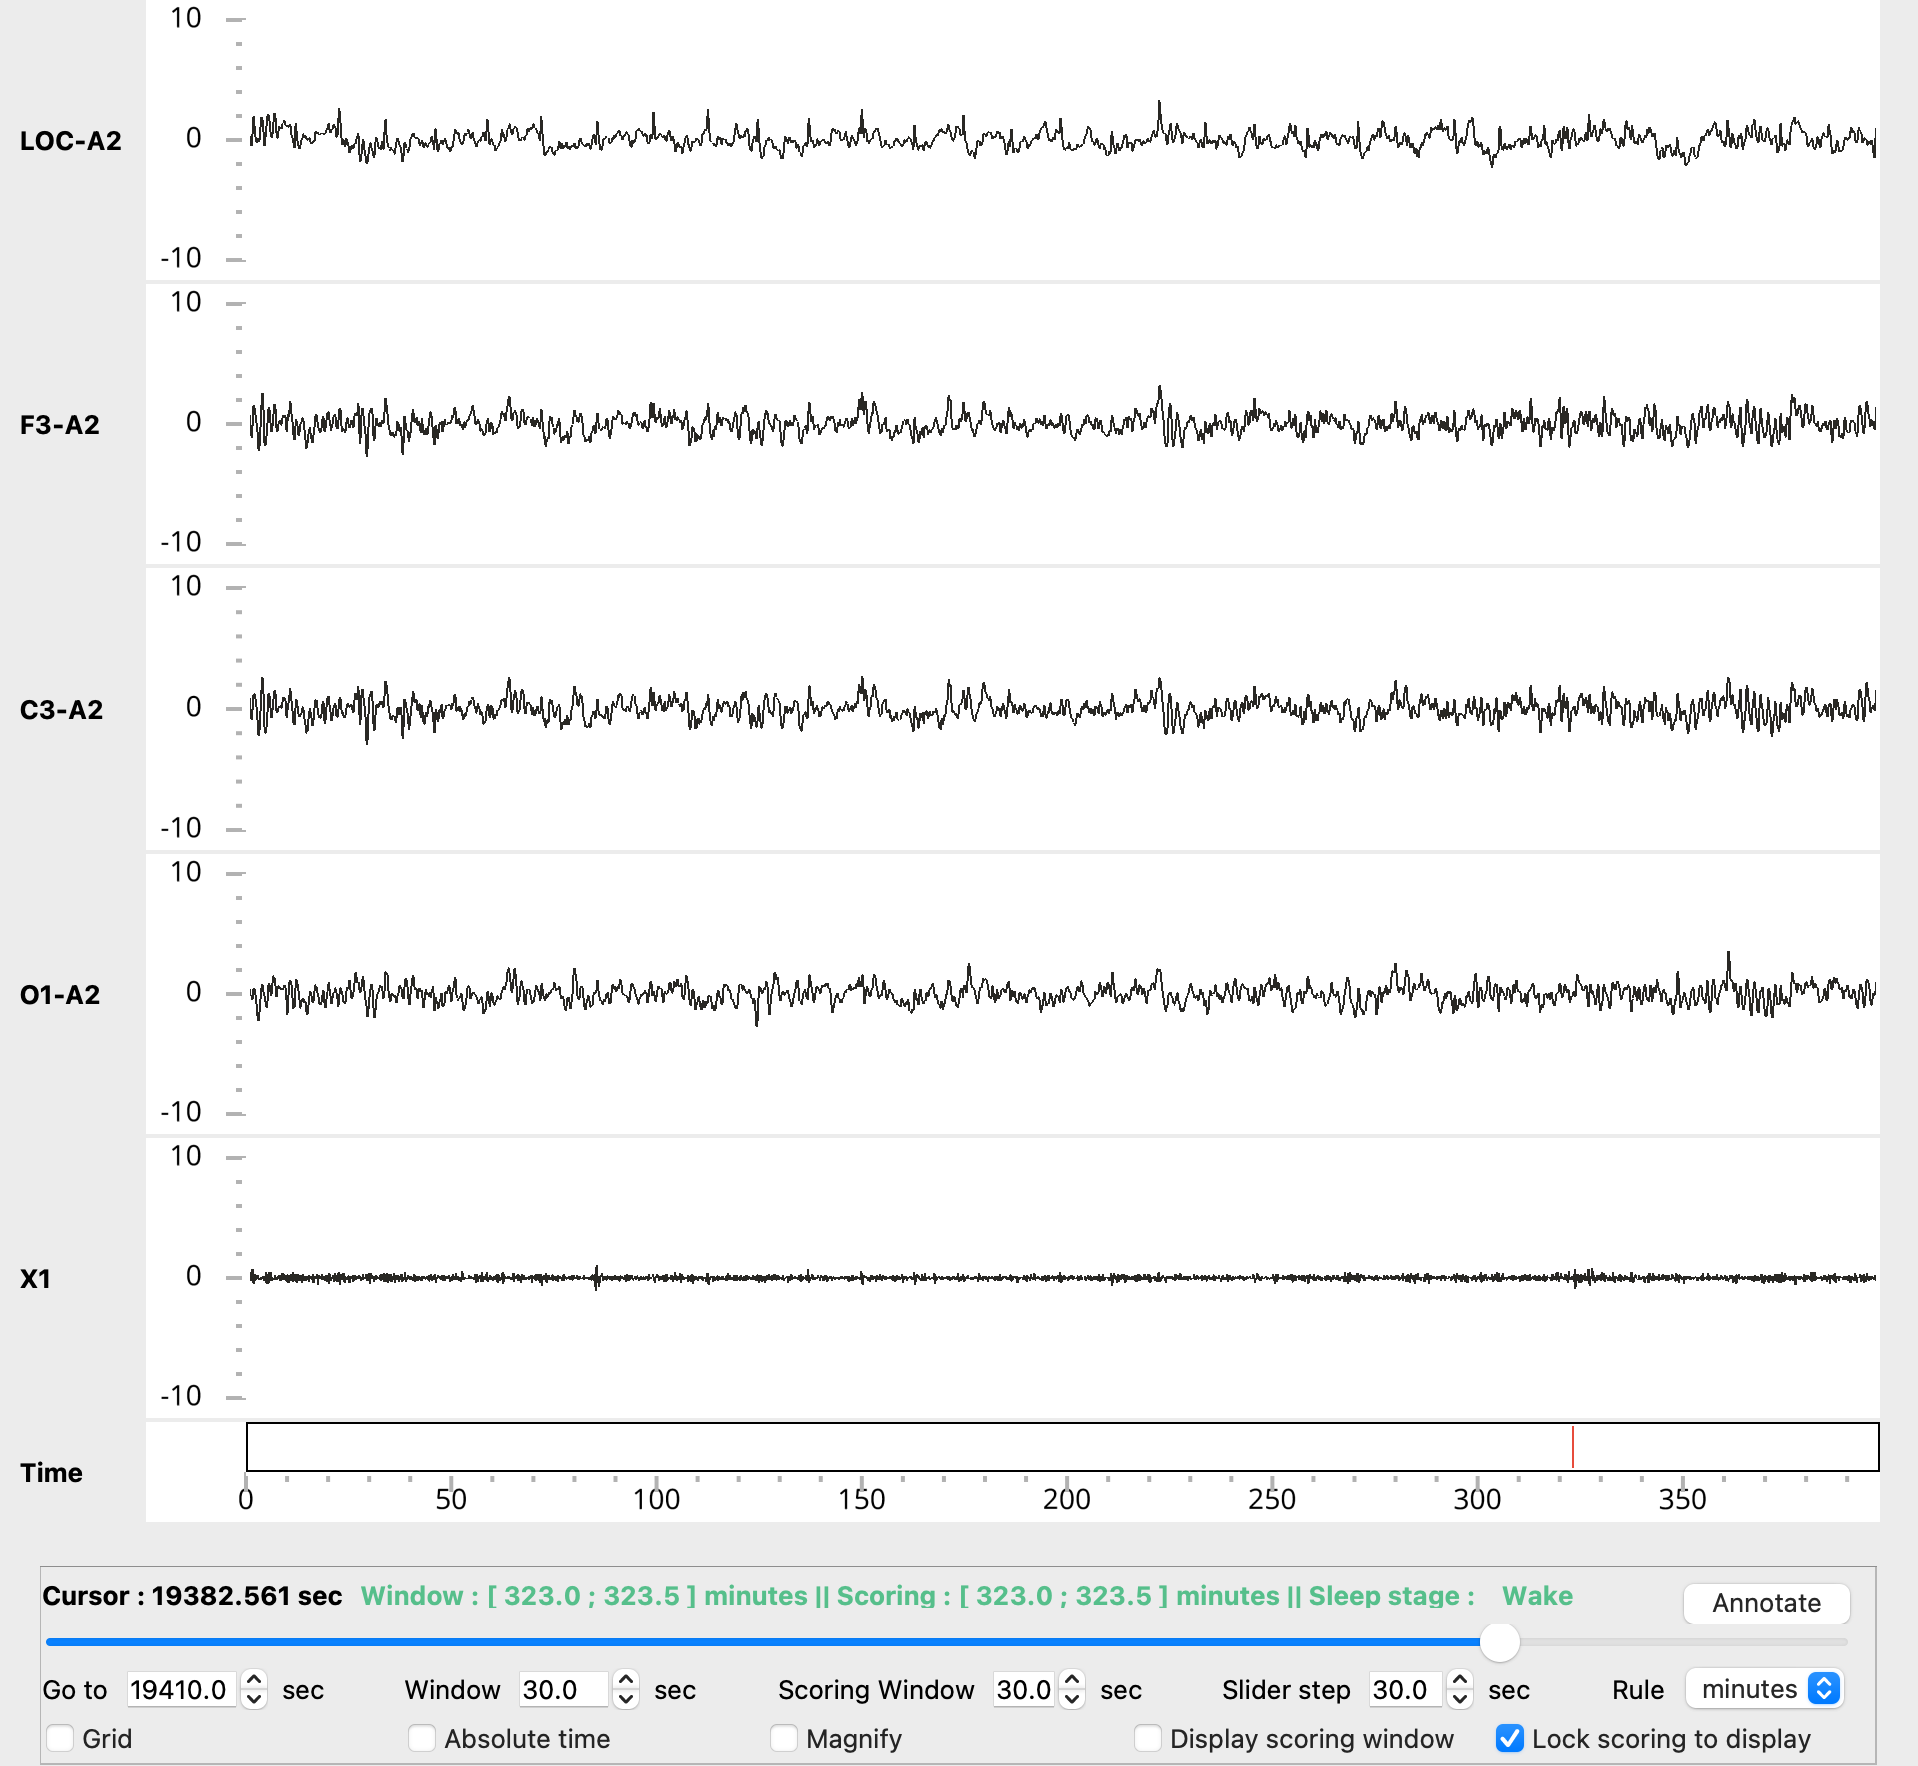 10
LOC-A2 0
-10
10
F3-A2 0
-10
10
C3-A2 0
-10
10
O1-A2 0
-10
10
X1 0
-10
Time
0 50 100 150 200 250 300 350
Cursor : 19382.561 sec Window : [ 323.0 ; 323.5 ] minutes || Scoring : [ 323.0 ; 323.5 ] minutes || Sleep stage : Wake Annotate
Go to 19410.0 sec Window 30.0 sec Scoring Window 30.0 sec Slider step 30.0 sec Rule minutes
Grid Absolute time Magnify Display scoring window Lock scoring to display